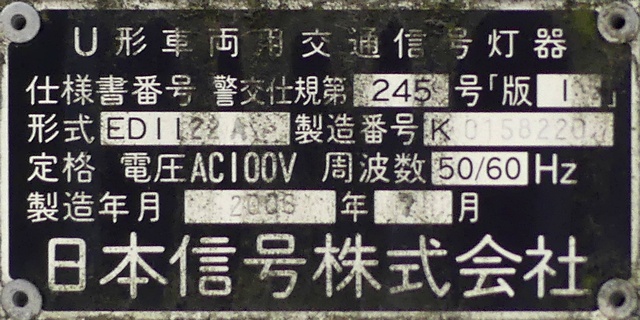 U形車両用交通信号灯器
仕様書番号 警交仕規第 245 号「版 1 」
形式 ED1122A 製造番号 K 0158220
定格 電圧AC100V 周波数 50/60 Hz
製造年月 2006 年 7 月
日本信号株式会社